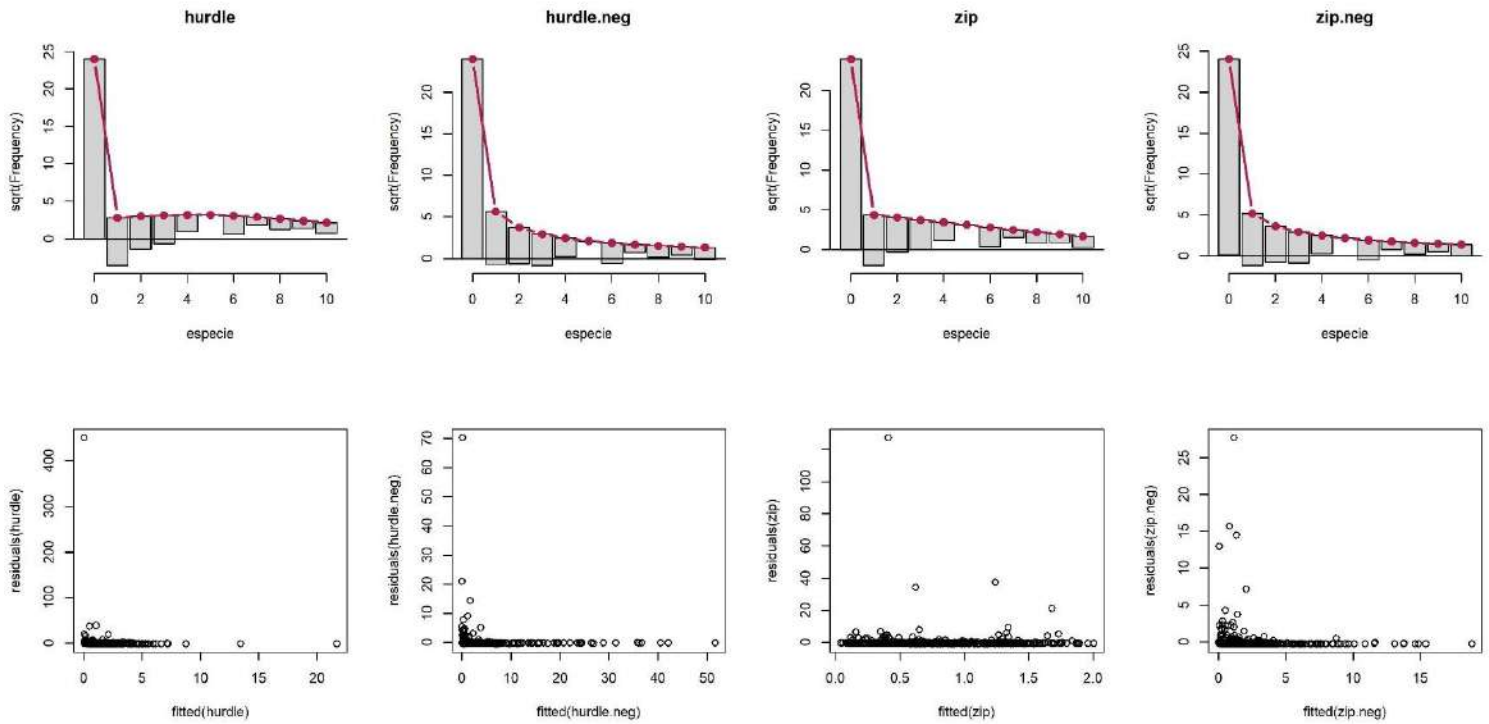 hurdle
hurdle.neg
zip
zip.neg
sqrt(Frequency)
0 5 10 15 20 25
0 2 4 6 8 10
especie
sqrt(Frequency)
0 5 10 15 20
0 2 4 6 8 10
especie
sqrt(Frequency)
0 5 10 15 20
0 2 4 6 8 10
especie
sqrt(Frequency)
0 5 10 15 20
0 2 4 6 8 10
especie
residuals(hurdle)
0 100 200 300 400
0 5 10 15 20
fitted(hurdle)
residuals(hurdle.neg)
0 10 20 30 40 50 60 70
0 10 20 30 40 50
fitted(hurdle.neg)
residuals(zip)
0 20 40 60 80 100
0.0 0.5 1.0 1.5 2.0
fitted(zip)
residuals(zip.neg)
0 5 10 15 20 25
0 5 10 15
fitted(zip.neg)